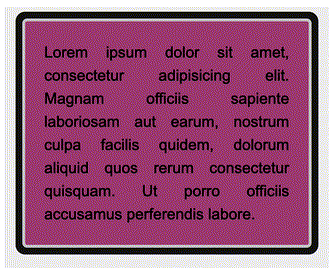 Lorem ipsum dolor sit amet,
consectetur adipisicing elit.
Magnam officiis sapiente
laboriosam aut earum, nostrum
culpa facilis quidem, dolorum
aliquid quos rerum consectetur
quisquam. Ut porro officiis
accusamus perferendis labore.